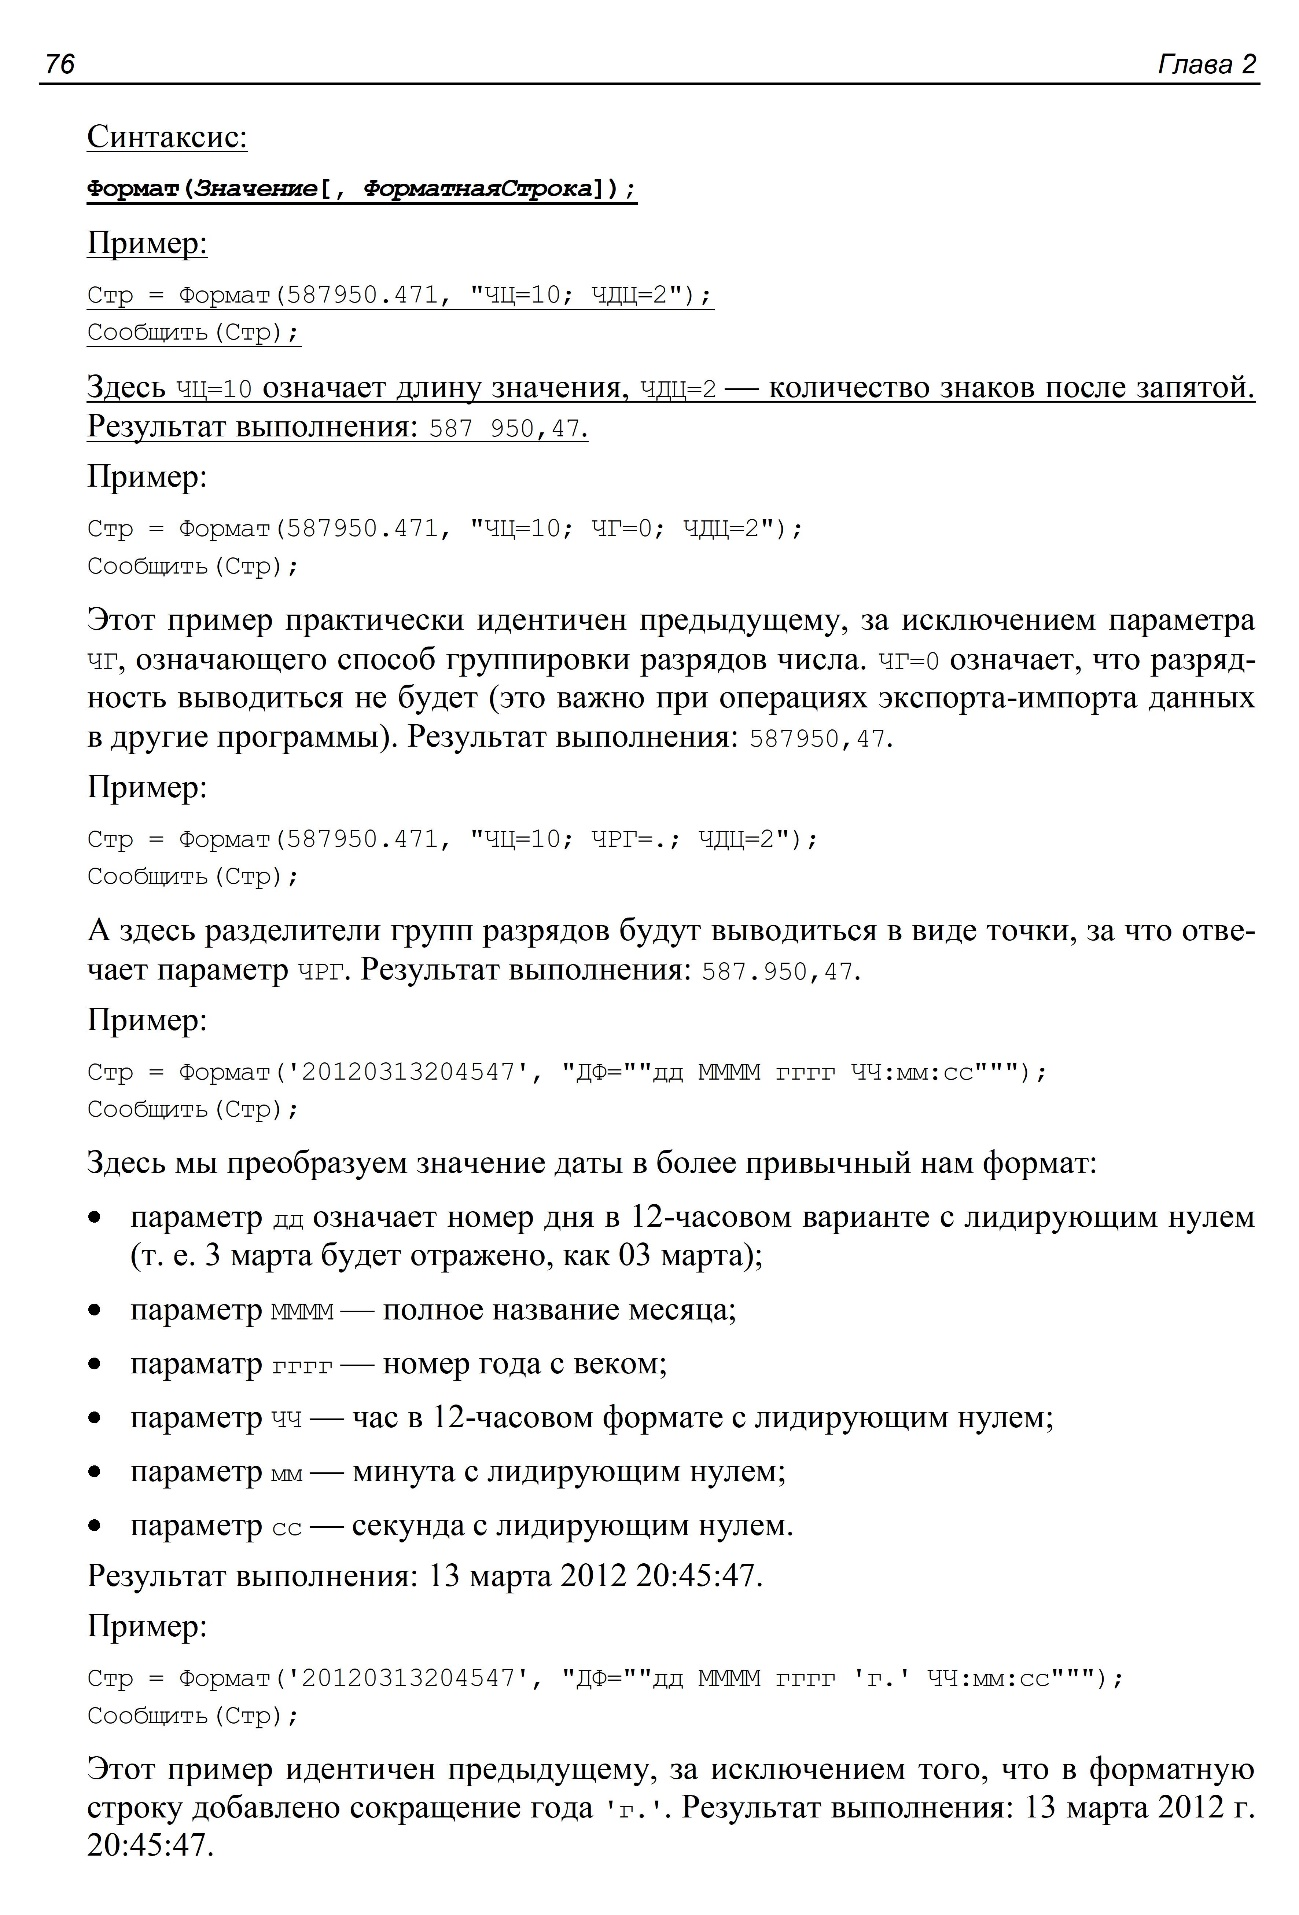 76
Глава 2
Синтаксис:
Формат(Значение[, ФорматнаяСтрока]);
Пример:
Стр = Формат(587950.471, "ЧЦ=10; ЧДЦ=2");
Сообщить(Стр);
Здесь ЧЦ=10 означает длину значения, ЧДЦ=2 — количество знаков после запятой.
Результат выполнения: 587 950,47.
Пример:
Стр = Формат(587950.471, "ЧЦ=10; ЧГ=0; ЧДЦ=2");
Сообщить(Стр);
Этот пример практически идентичен предыдущему, за исключением параметра
ЧГ, означающего способ группировки разрядов числа. ЧГ=0 означает, что разряд-
ность выводиться не будет (это важно при операциях экспорта-импорта данных
в другие программы). Результат выполнения: 587950,47.
Пример:
Стр = Формат(587950.471, "ЧЦ=10; ЧРГ=.; ЧДЦ=2");
Сообщить(Стр);
А здесь разделители групп разрядов будут выводиться в виде точки, за что отве-
чает параметр ЧРГ. Результат выполнения: 587.950,47.
Пример:
Стр = Формат('20120313204547', "ДФ=""дд ММММ гггг ЧЧ:мм:сс""");
Сообщить(Стр);
Здесь мы преобразуем значение даты в более привычный нам формат:
• параметр дд означает номер дня в 12-часовом варианте с лидирующим нулем
(т. е. 3 марта будет отражено, как 03 марта);
• параметр ММММ — полное название месяца;
• параматр гггг — номер года с веком;
• параметр ЧЧ — час в 12-часовом формате с лидирующим нулем;
• параметр мм — минута с лидирующим нулем;
• параметр сс — секунда с лидирующим нулем.
Результат выполнения: 13 марта 2012 20:45:47.
Пример:
Стр = Формат('20120313204547', "ДФ=""дд ММММ гггг 'г.' ЧЧ:мм:сс""");
Сообщить(Стр);
Этот пример идентичен предыдущему, за исключением того, что в форматную
строку добавлено сокращение года 'г.'. Результат выполнения: 13 марта 2012 г.
20:45:47.